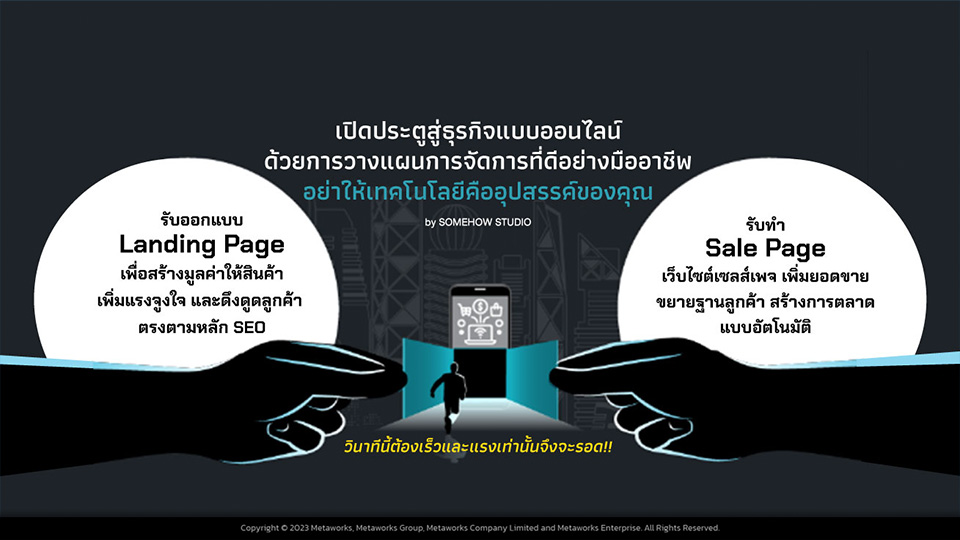 เปิดประตูสู่ธุรกิจแบบออนไลน์
ด้วยการวางแผนการจัดการที่ดีอย่างมืออาชีพ
อย่าให้เทคโนโลยีคืออุปสรรค์ของคุณ
by SOMEHOW STUDIO
รับออกแบบ
Landing Page
เพื่อสร้างมูลค่าให้สินค้า
เพิ่มแรงจูงใจ และดึงดูดลูกค้า
ตรงตามหลัก SEO
รับทำ
Sale Page
เว็บไซต์เซลส์เพจ เพิ่มยอดขาย
ขยายฐานลูกค้า สร้างการตลาด
แบบอัตโนมัติ
วินาทีนี้ต้องเร็วและแรงเท่านั้นจึงจะรอด!!
Copyright © 2023 Metaworks, Metaworks Group, Metaworks Company Limited and Metaworks Enterprise. All Rights Reserved.